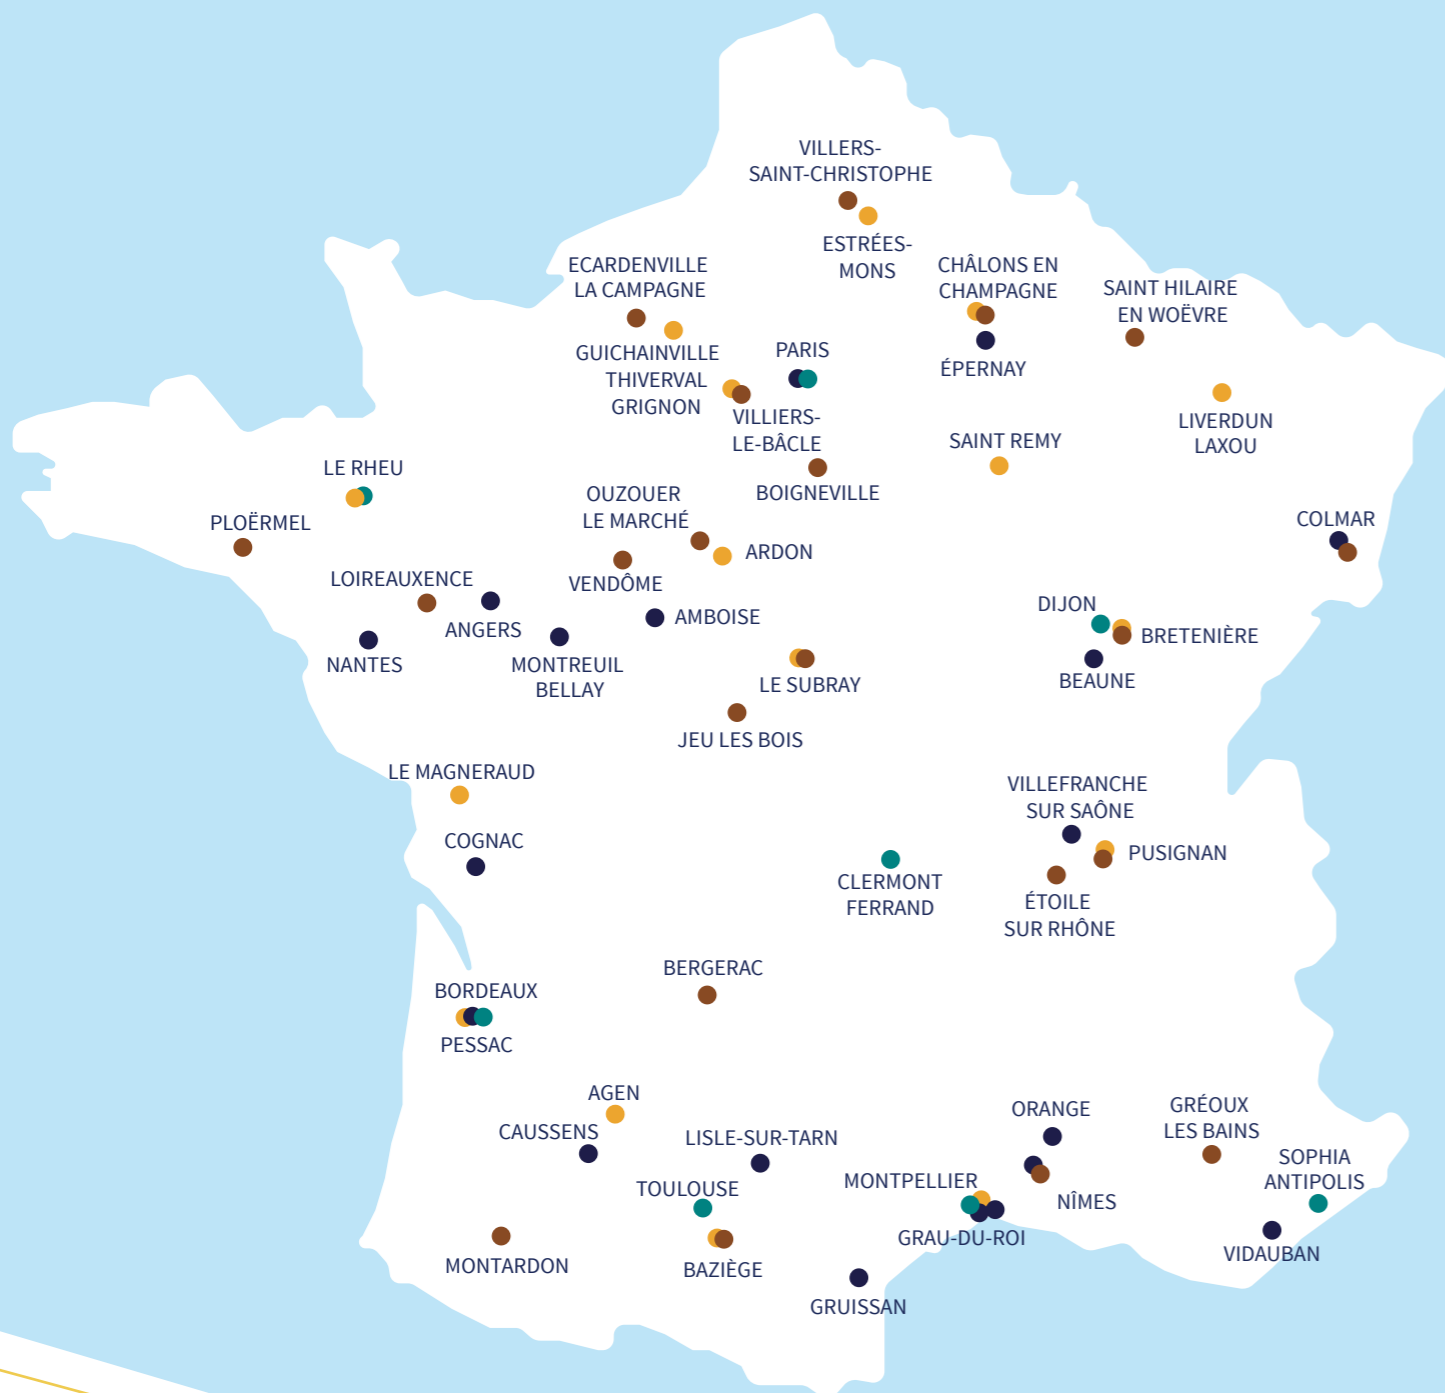 VILLERS-
SAINT-CHRISTOPHE
ESTRÉES-
MONS
ECARDENVILLE
LA CAMPAGNE
CHÂLONS EN
CHAMPAGNE
SAINT HILAIRE
EN WOËVRE
GUICHAINVILLE
THIVERVAL
GRIGNON
PARIS
ÉPERNAY
VILLIERS-
LE-BÂCLE
LIVERDUN
LAXOU
SAINT REMY
LE RHEU
BOIGNEVILLE
OUZOUER
LE MARCHÉ
PLOËRMEL
COLMAR
ARDON
LOIREAUXENCE
VENDÔME
DIJON
AMBOISE
ANGERS
BRETENIÈRE
NANTES
MONTREUIL
BELLAY
LE SUBRAY
BEAUNE
JEU LES BOIS
LE MAGNERAUD
VILLEFRANCHE
SUR SAÔNE
COGNAC
PUSIGNAN
CLERMONT
FERRAND
ÉTOILE
SUR RHÔNE
BERGERAC
BORDEAUX
PESSAC
AGEN
ORANGE
GRÉOUX
LES BAINS
CAUSSENS
LISLE-SUR-TARN
SOPHIA
ANTIPOLIS
MONTPELLIER
TOULOUSE
NÎMES
GRAU-DU-ROI
VIDAUBAN
MONTARDON
BAZIÈGE
GRUISSAN